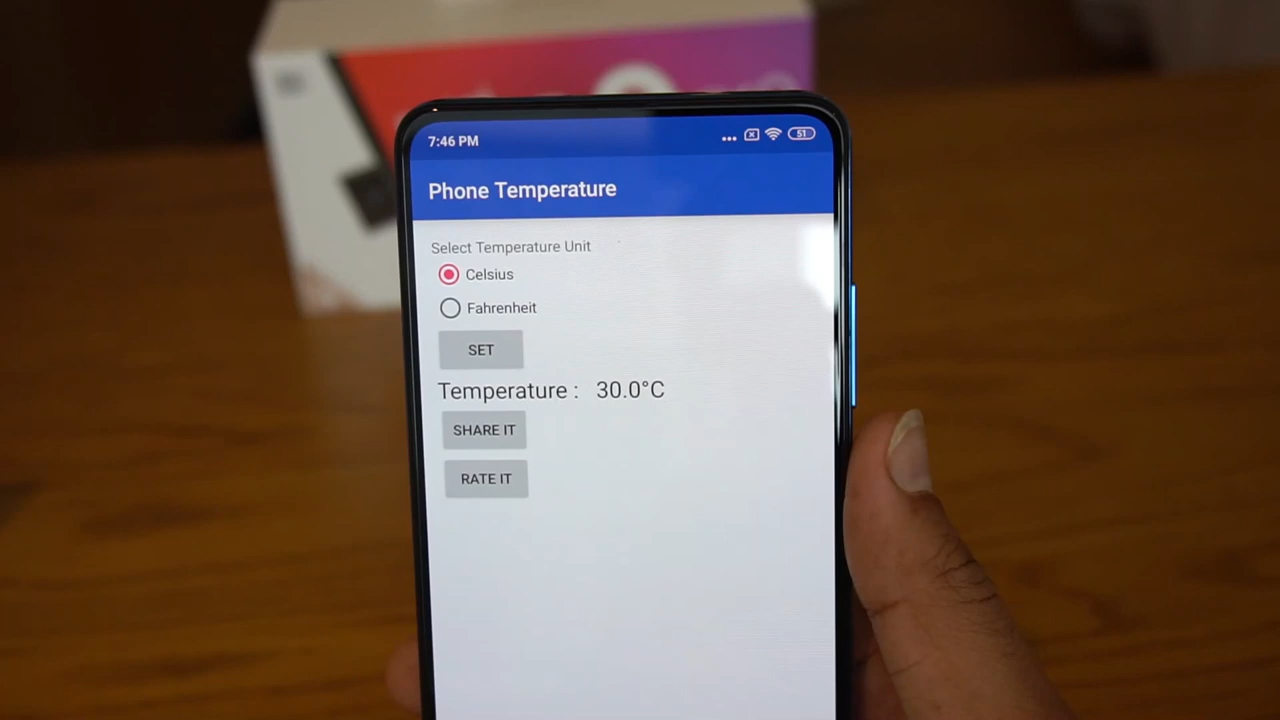 7:46 PM 51
Phone Temperature
Select Temperature Unit
Celsius
Fahrenheit
SET
Temperature : 30.0°C
SHARE IT
RATE IT